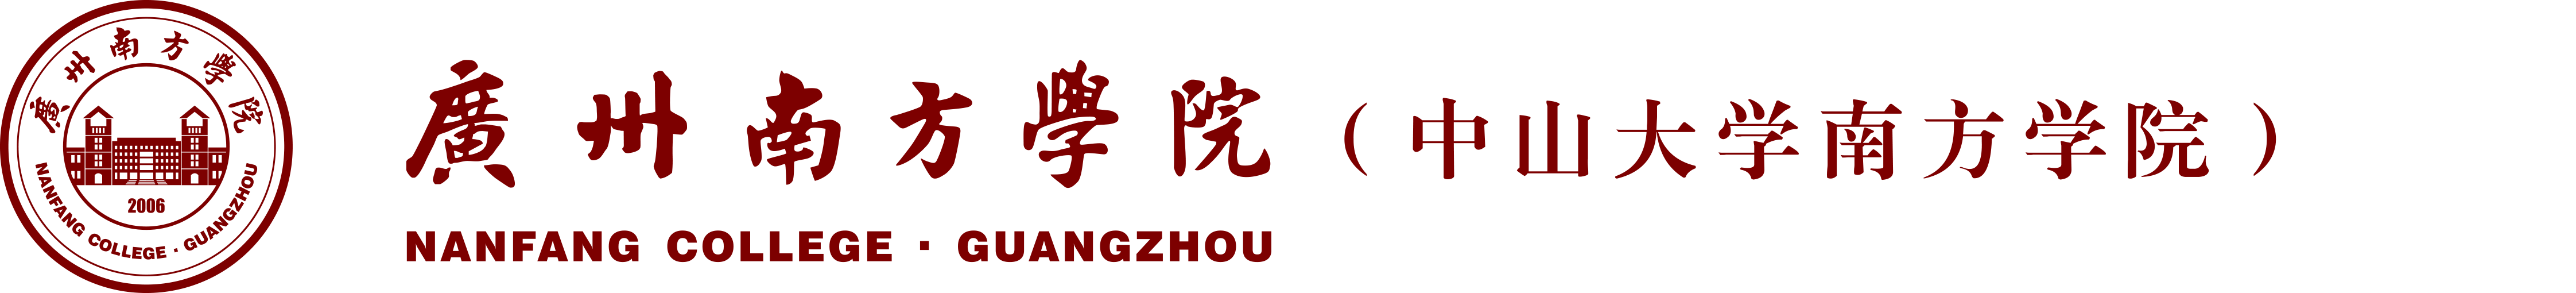 廣州南方學院
2006
NANFANG COLLEGE · GUANGZHOU
廣州南方學院（中山大学南方学院）
NANFANG COLLEGE · GUANGZHOU